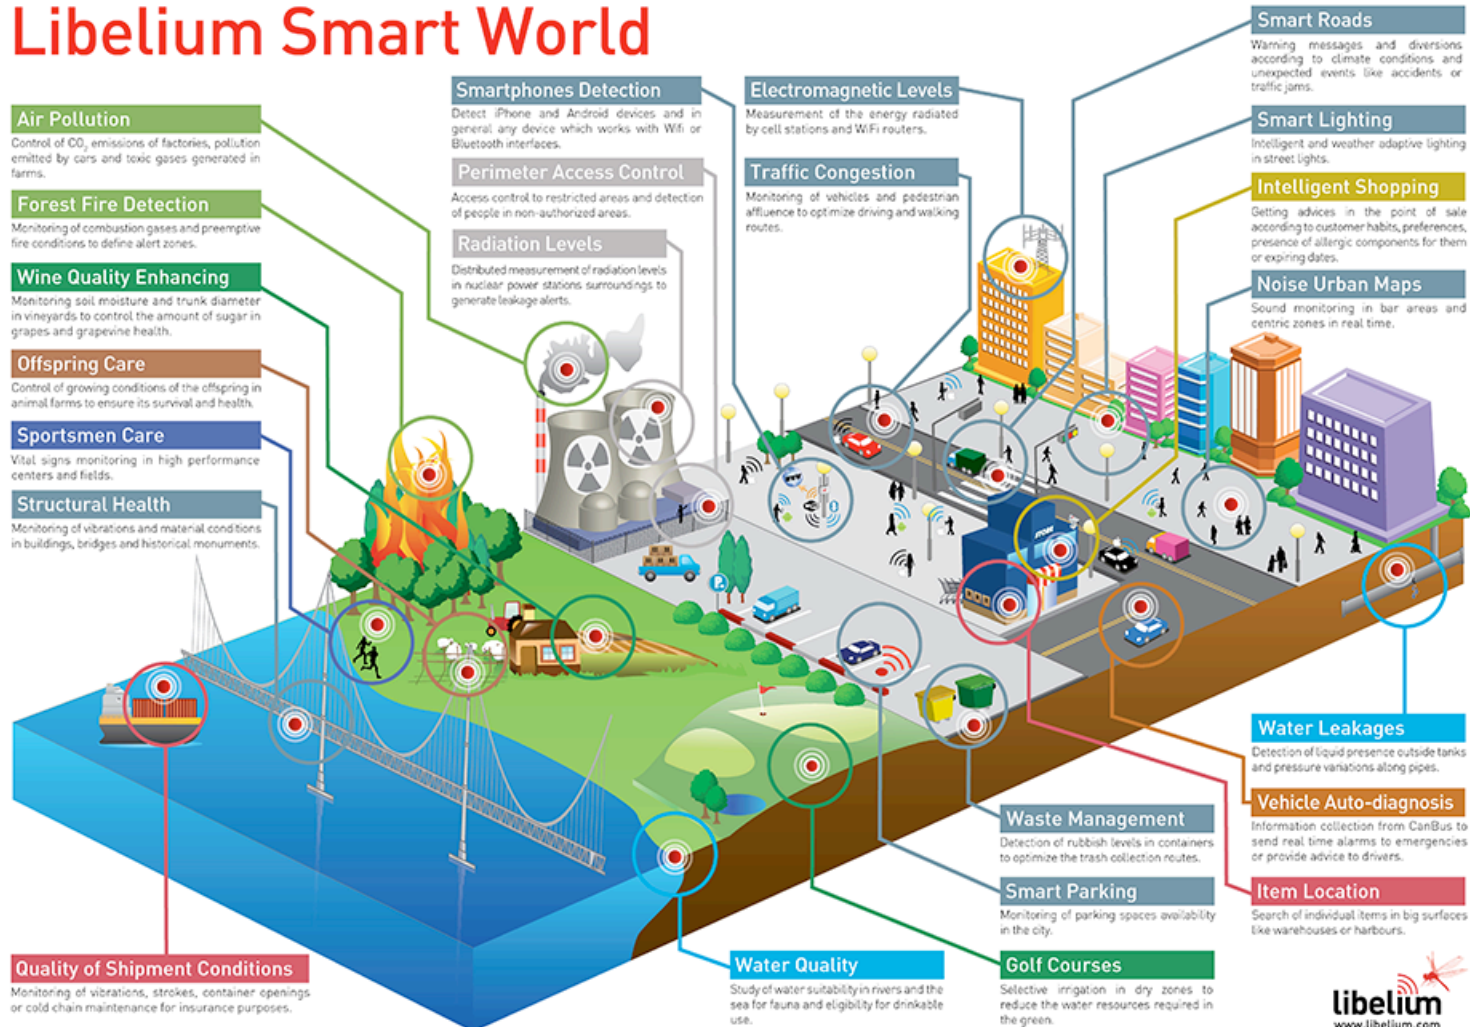 Libelium Smart World
Air Pollution
Control of CO₂ emissions of factories, pollution
emitted by cars and toxic gases generated in
farms.
Forest Fire Detection
Monitoring of combustion gases and preemptive
fire conditions to define alert zones.
Wine Quality Enhancing
Monitoring soil moisture and trunk diameter
in vineyards to control the amount of sugar in
grapes and grapevine health.
Offspring Care
Control of growing conditions of the offspring in
animal farms to ensure its survival and health.
Sportsmen Care
Vital signs monitoring in high performance
centers and fields.
Structural Health
Monitoring of vibrations and material conditions
in buildings, bridges and historical monuments.
Smartphones Detection
Detect iPhone and Android devices and in
general any device which works with Wifi or
Bluetooth interfaces.
Perimeter Access Control
Access control to restricted areas and detection
of people in non-authorized areas.
Radiation Levels
Distributed measurement of radiation levels
in nuclear power stations surroundings to
generate leakage alerts.
Electromagnetic Levels
Measurement of the energy radiated
by cell stations and WiFi routers.
Traffic Congestion
Monitoring of vehicles and pedestrian
affluence to optimize driving and walking
routes.
Smart Roads
Warning messages and diversions
according to climate conditions and
unexpected events like accidents or
traffic jams.
Smart Lighting
Intelligent and weather adaptive lighting
in street lights.
Intelligent Shopping
Getting advices in the point of sale
according to customer habits, preferences,
presence of allergic components for them
or expiring dates.
Noise Urban Maps
Sound monitoring in bar areas and
centric zones in real time.
STORE
P
Water Leakages
Detection of liquid presence outside tanks
and pressure variations along pipes.
Vehicle Auto-diagnosis
Information collection from CanBus to
send real time alarms to emergencies
or provide advice to drivers.
Item Location
Search of individual items in big surfaces
like warehouses or harbours.
Waste Management
Detection of rubbish levels in containers
to optimize the trash collection routes.
Smart Parking
Monitoring of parking spaces availability
in the city.
Golf Courses
Selective irrigation in dry zones to
reduce the water resources required in
the green.
Water Quality
Study of water suitability in rivers and the
sea for fauna and eligibility for drinkable
use.
Quality of Shipment Conditions
Monitoring of vibrations, strokes, container openings
or cold chain maintenance for insurance purposes.
libelium
www.libelium.com